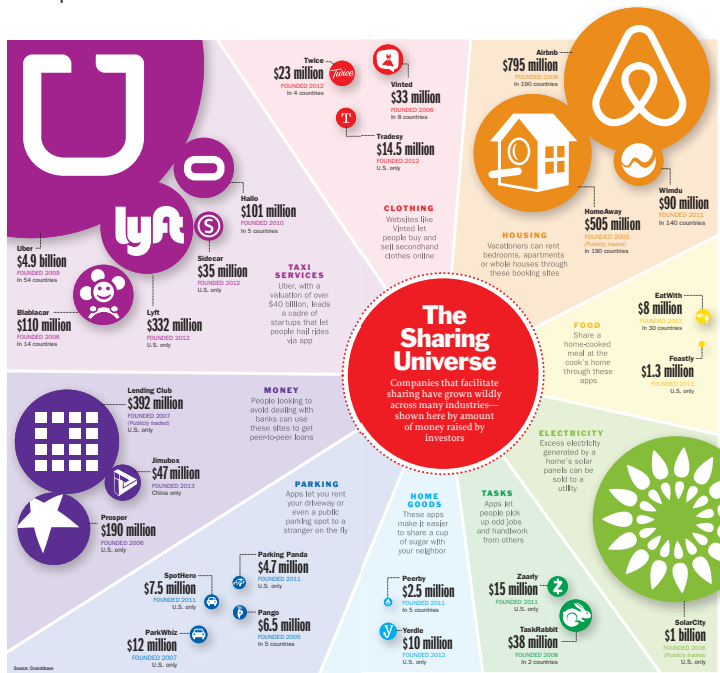 Twice
$23 million
FOUNDED 2012
In 4 countries
Twice
Vinted
$33 million
FOUNDED 2008
In 8 countries
T
Tradesy
$14.5 million
FOUNDED 2012
U.S. only
CLOTHING
Websites like
Vinted let
people buy and
sell secondhand
clothes online
Airbnb
$795 million
FOUNDED 2008
In 190 countries
Wimdu
$90 million
FOUNDED 2011
In 140 countries
HomeAway
$505 million
FOUNDED 2005
(Publicly traded)
In 190 countries
HOUSING
Vacationers can rent
bedrooms, apartments
or whole houses through
these booking sites
Hailo
$101 million
FOUNDED 2010
In 5 countries
lyft
S
Sidecar
$35 million
FOUNDED 2012
U.S. only
Uber
$4.9 billion
FOUNDED 2009
In 54 countries
Blablacar
$110 million
FOUNDED 2006
In 14 countries
Lyft
$332 million
FOUNDED 2012
U.S. only
TAXI
SERVICES
Uber, with a
valuation of over
$40 billion, leads
a cadre of
startups that let
people hail rides
via app
The
Sharing
Universe
Companies that facilitate
sharing have grown wildly
across many industries—
shown here by amount
of money raised by
investors
EatWith
$8 million
FOUNDED 2012
In 30 countries
Feastly
$1.3 million
FOUNDED 2011
U.S. only
FOOD
Share a
home-cooked
meal at the
cook's home
through these
apps
Lending Club
$392 million
FOUNDED 2007
(Publicly traded)
U.S. only
Jimubox
$47 million
FOUNDED 2013
China only
Prosper
$190 million
FOUNDED 2006
U.S. only
MONEY
People looking to
avoid dealing with
banks can use
these sites to get
peer-to-peer loans
ELECTRICITY
Excess electricity
generated by a
home's solar
panels can be
sold to a
utility
SolarCity
$1 billion
FOUNDED 2006
(Publicly traded)
U.S. only
PARKING
Apps let you rent
your driveway or
even a public
parking spot to a
stranger on the fly
SpotHero
$7.5 million
FOUNDED 2011
U.S. only
Parking Panda
$4.7 million
FOUNDED 2011
U.S. only
Pango
$6.5 million
FOUNDED 2005
In 5 countries
ParkWhiz
$12 million
FOUNDED 2007
U.S. only
HOME
GOODS
These apps
make it easier
to share a cup
of sugar with
your neighbor
Peerby
$2.5 million
FOUNDED 2011
In 5 countries
y
Yerdle
$10 million
FOUNDED 2012
U.S. only
TASKS
Apps let
people pick
up odd jobs
and handiwork
from others
Zaarly
$15 million
FOUNDED 2011
U.S. only
Z
TaskRabbit
$38 million
FOUNDED 2008
In 2 countries
Source: Crunchbase